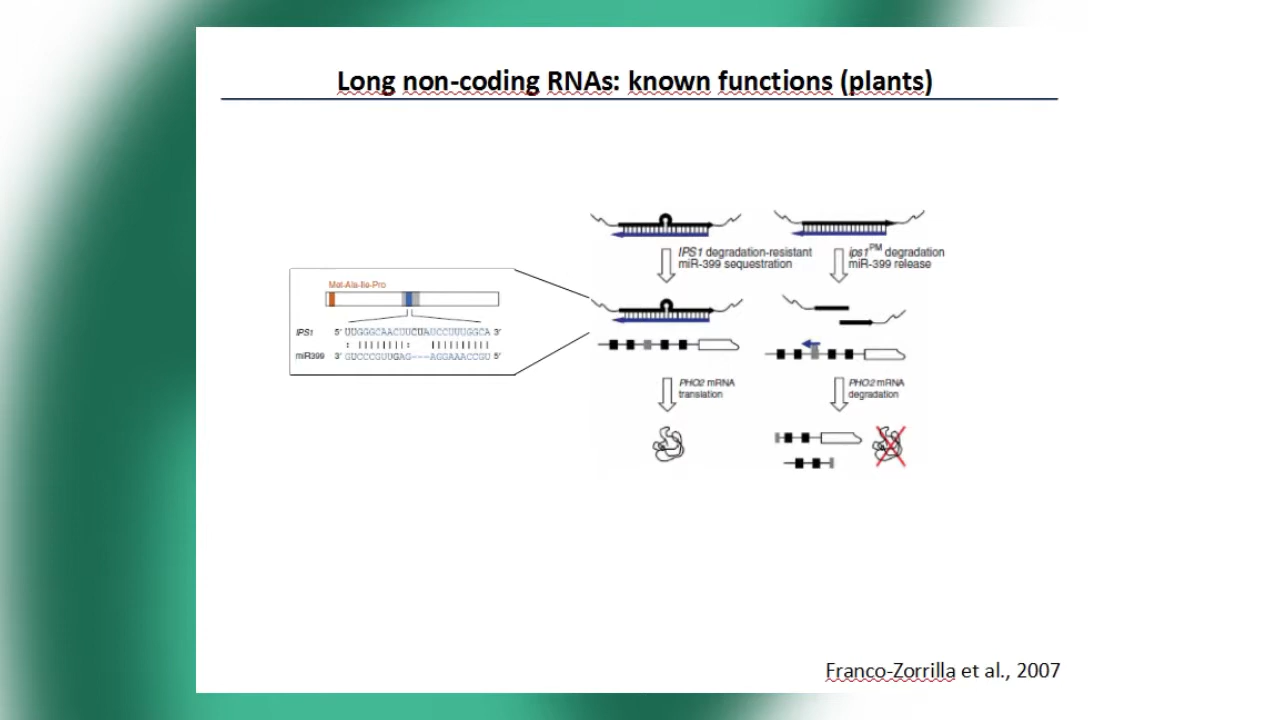 Long non-coding RNAs: known functions (plants)
IPS1 degradation-resistant
miR-399 sequestration
ips1PM degradation
miR-399 release
Met-Ala-Ile-Pro
IPS1 5' UUGGGCAACUUCUAUCCUUUGGCA 3'
miR399 3' GUCCCGUUGAG---AGGAAACCGU 5'
PHO2 mRNA
translation
PHO2 mRNA
degradation
Franco-Zorrilla et al., 2007